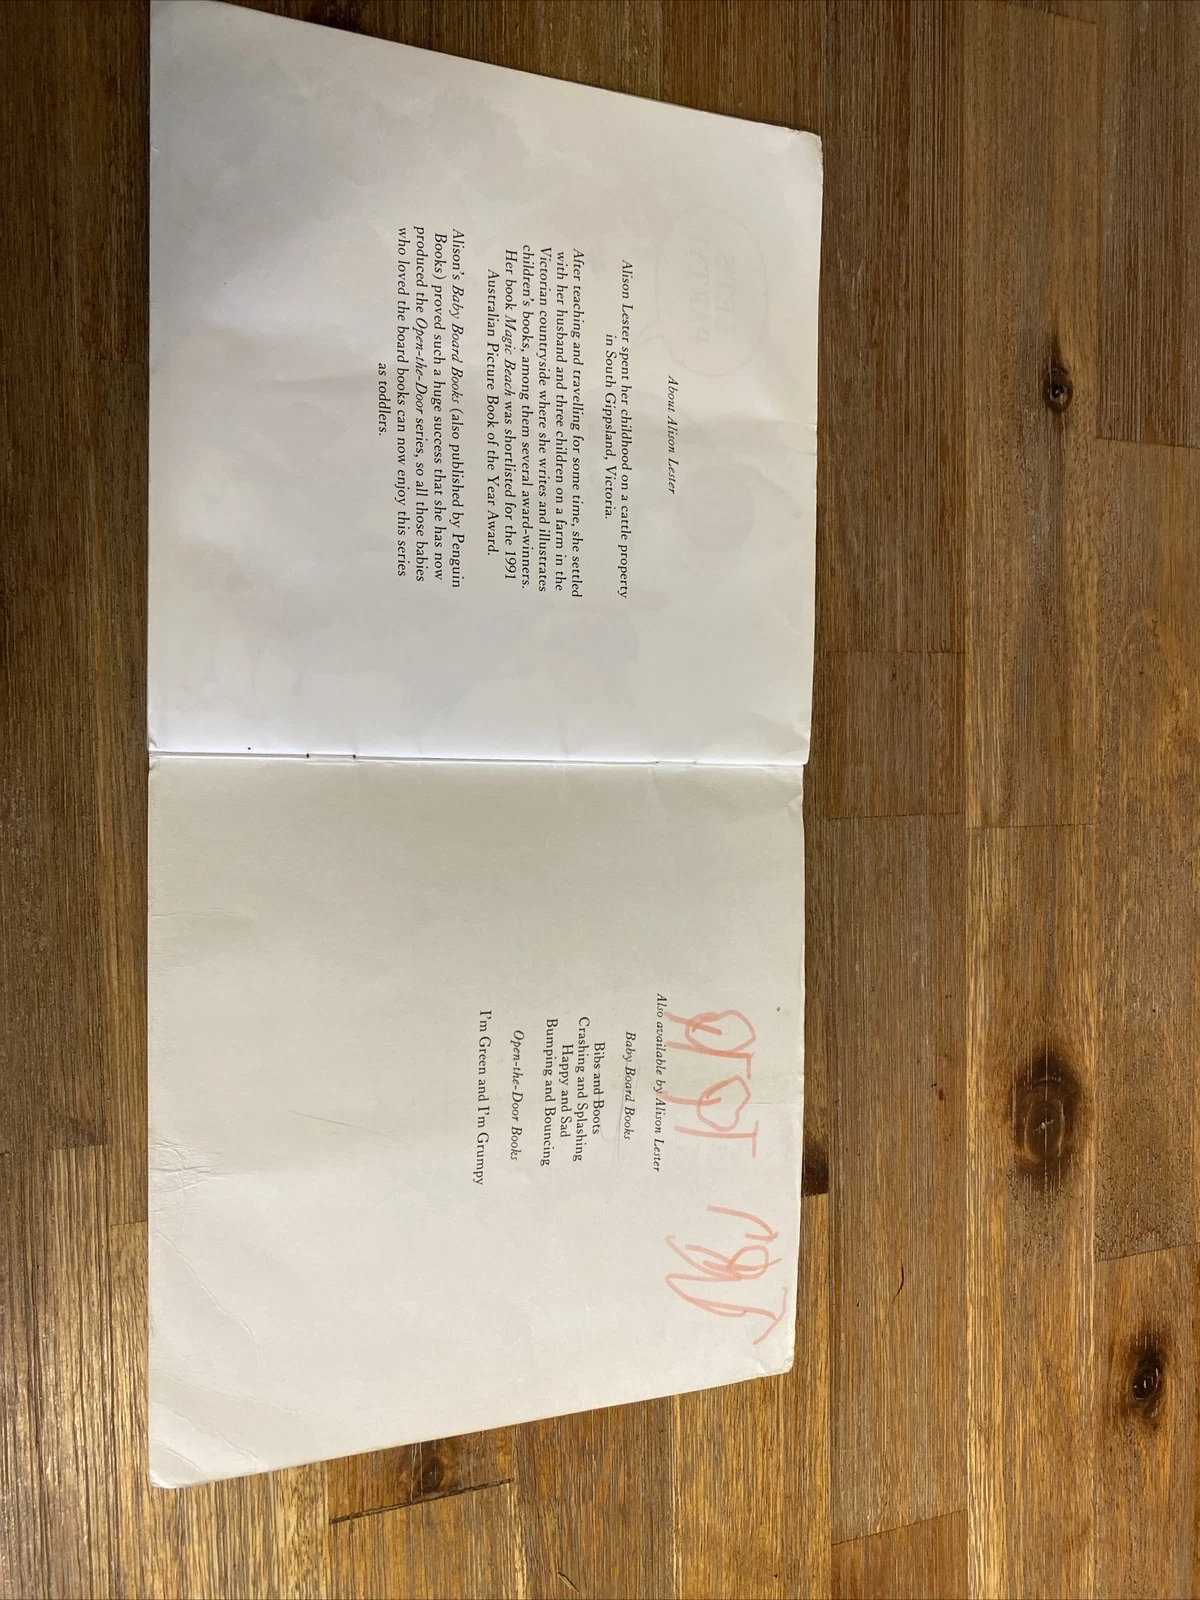 About Alison Lester
Alison Lester spent her childhood on a cattle property
in South Gippsland, Victoria.
After teaching and travelling for some time, she settled
with her husband and three children on a farm in the
Victorian countryside where she writes and illustrates
children's books, among them several award-winners.
Her book Magic Beach was shortlisted for the 1991
Australian Picture Book of the Year Award.
Alison's Baby Board Books (also published by Penguin
Books) proved such a huge success that she has now
produced the Open-the-Door series, so all those babies
who loved the board books can now enjoy this series
as toddlers.
Also available by Alison Lester
Baby Board Books
Bibs and Boots
Crashing and Splashing
Happy and Sad
Bumping and Bouncing
Open-the-Door Books
I'm Green and I'm Grumpy